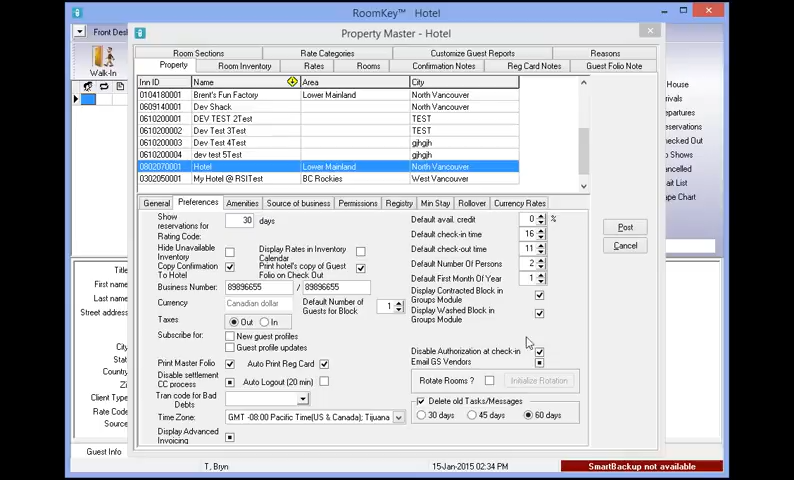 RoomKey™ Hotel
Property Master - Hotel
Front Des
Walk-In
Room Sections Rate Categories Customize Guest Reports Reasons
Property Room Inventory Rates Rooms Confirmation Notes Reg Card Notes Guest Folio Note
Inn ID Name Area City
0104180001 Brent's Fun Factory Lower Mainland North Vancouver
0609140001 Dev Shack North Vancouver
0610200001 DEV TEST 2Test TEST
0610200002 Dev Test 3Test TEST
0610200003 Dev Test 4Test gjhgjh
0610200004 dev test 5Test gjhgjh
0802070001 Hotel Lower Mainland North Vancouver
0302050001 My Hotel @ RSITest BC Rockies West Vancouver
General Preferences Amenities Source of business Permissions Registry Min Stay Rollover Currency Rates
Show reservations for 30 days
Rating Code:
Hide Unavailable Inventory
Display Rates in Inventory Calendar
Copy Confirmation To Hotel
Print hotel's copy of Guest Folio on Check Out
Business Number: 89896655 / 89896655
Currency Canadian dollar
Default Number of Guests for Block 1
Taxes: Out In
Subscribe for: New guest profiles
Guest profile updates
Print Master Folio Auto Print Reg Card
Disable settlement CC process Auto Logout (20 min)
Tran code for Bad Debts
Time Zone: GMT -08:00 Pacific Time(US & Canada); Tijuana
Display Advanced Invoicing
Default avail. credit 0 %
Default check-in time 16
Default check-out time 11
Default Number Of Persons 2
Default First Month Of Year 1
Display Contracted Block in Groups Module
Display Washed Block in Groups Module
Disable Authorization at check-in
Email GS Vendors
Rotate Rooms ? Initialize Rotation
Delete old Tasks/Messages
30 days 45 days 60 days
Post
Cancel
House
rivals
epartures
eservations
hecked Out
o Shows
ancelled
ait List
ape Chart
Title
First name
Last name
Street address
City
Zi
Client Type
Rate Code
Source
Guest Info
T, Bryn
15-Jan-2015 02:34 PM
SmartBackup not available